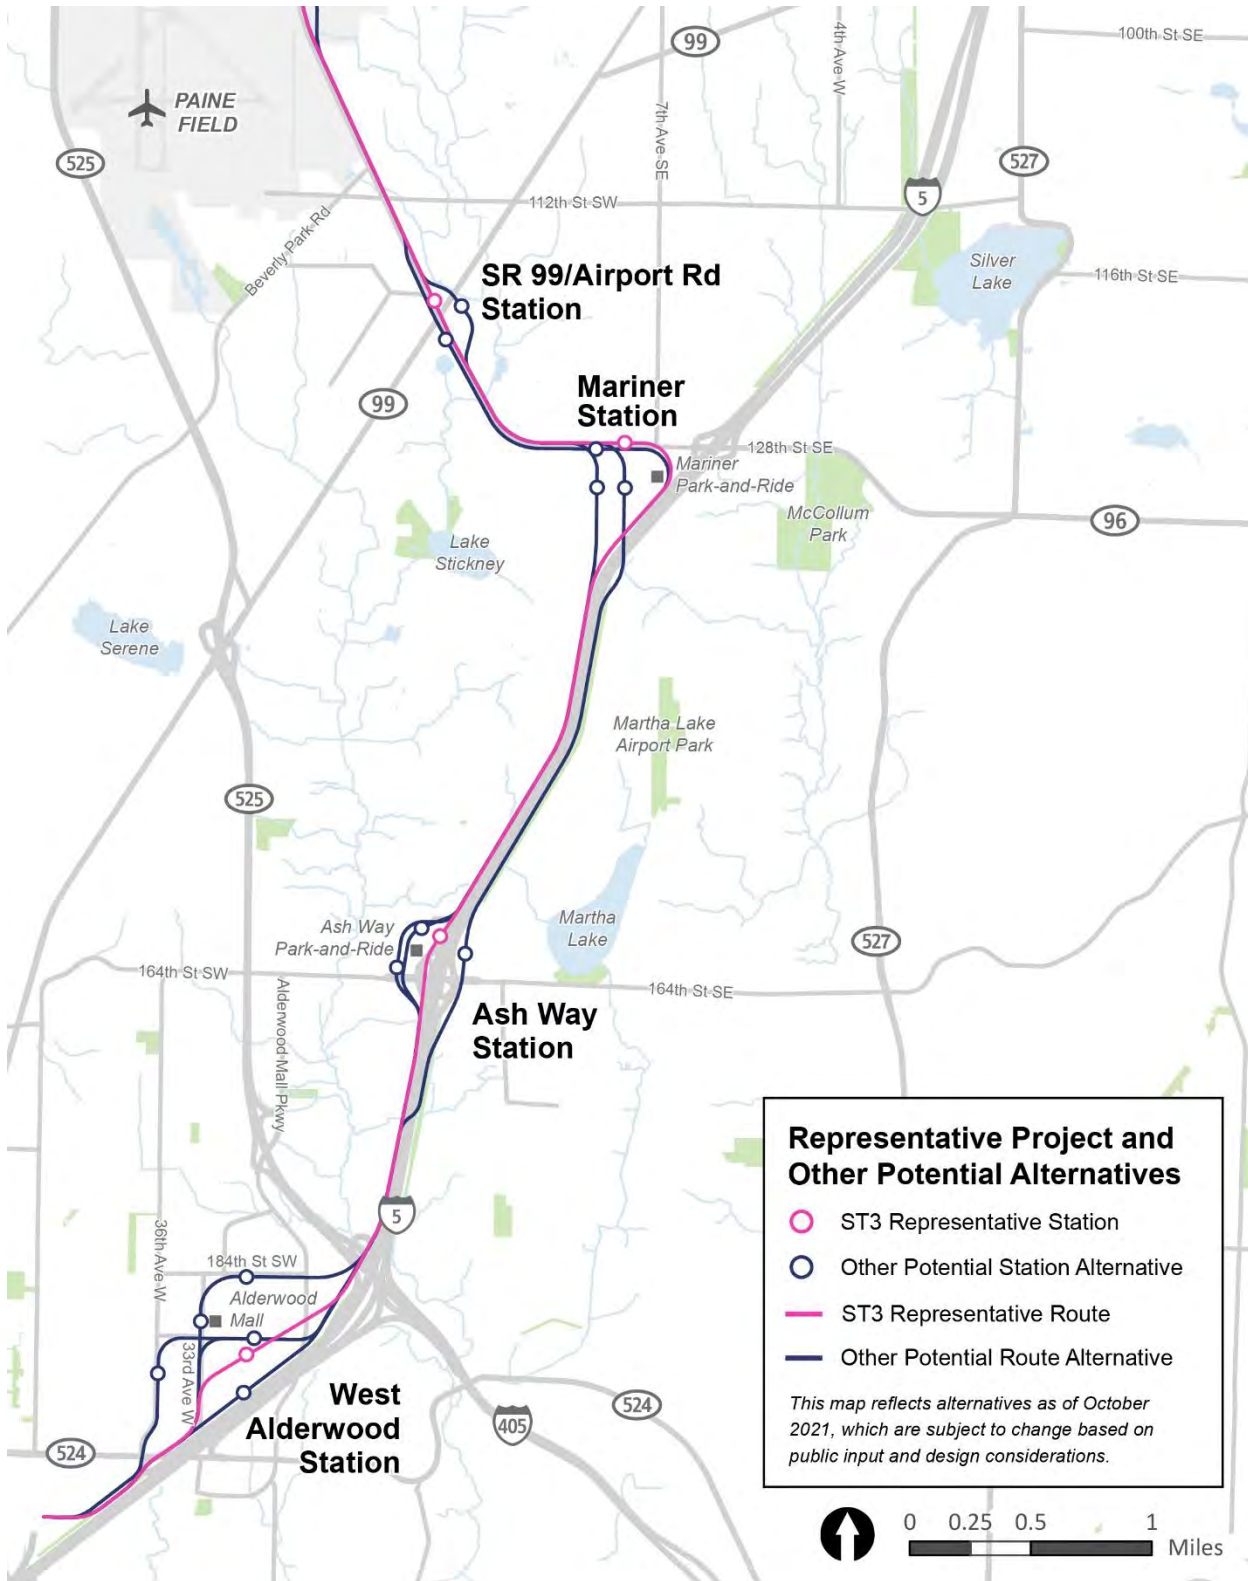 99
100th St SE
4th Ave W
PAINE
FIELD
7th Ave SE
525
527
5
112th St SW
Beverly Park Rd
SR 99/Airport Rd
Station
Silver
Lake
116th St SE
Mariner
Station
99
128th St SE
Mariner
Park-and-Ride
McCollum
Park
96
Lake
Stickney
Lake
Serene
Martha Lake
Airport Park
525
Ash Way
Park-and-Ride
Martha
Lake
527
164th St SW
164th St SE
Alderwood Mall Pkwy
Ash Way
Station
5
36th Ave W
184th St SW
Alderwood
Mall
33rd Ave W
West
Alderwood
Station
524
405
524
Representative Project and
Other Potential Alternatives
ST3 Representative Station
Other Potential Station Alternative
ST3 Representative Route
Other Potential Route Alternative
This map reflects alternatives as of October
2021, which are subject to change based on
public input and design considerations.
0 0.25 0.5 1
Miles